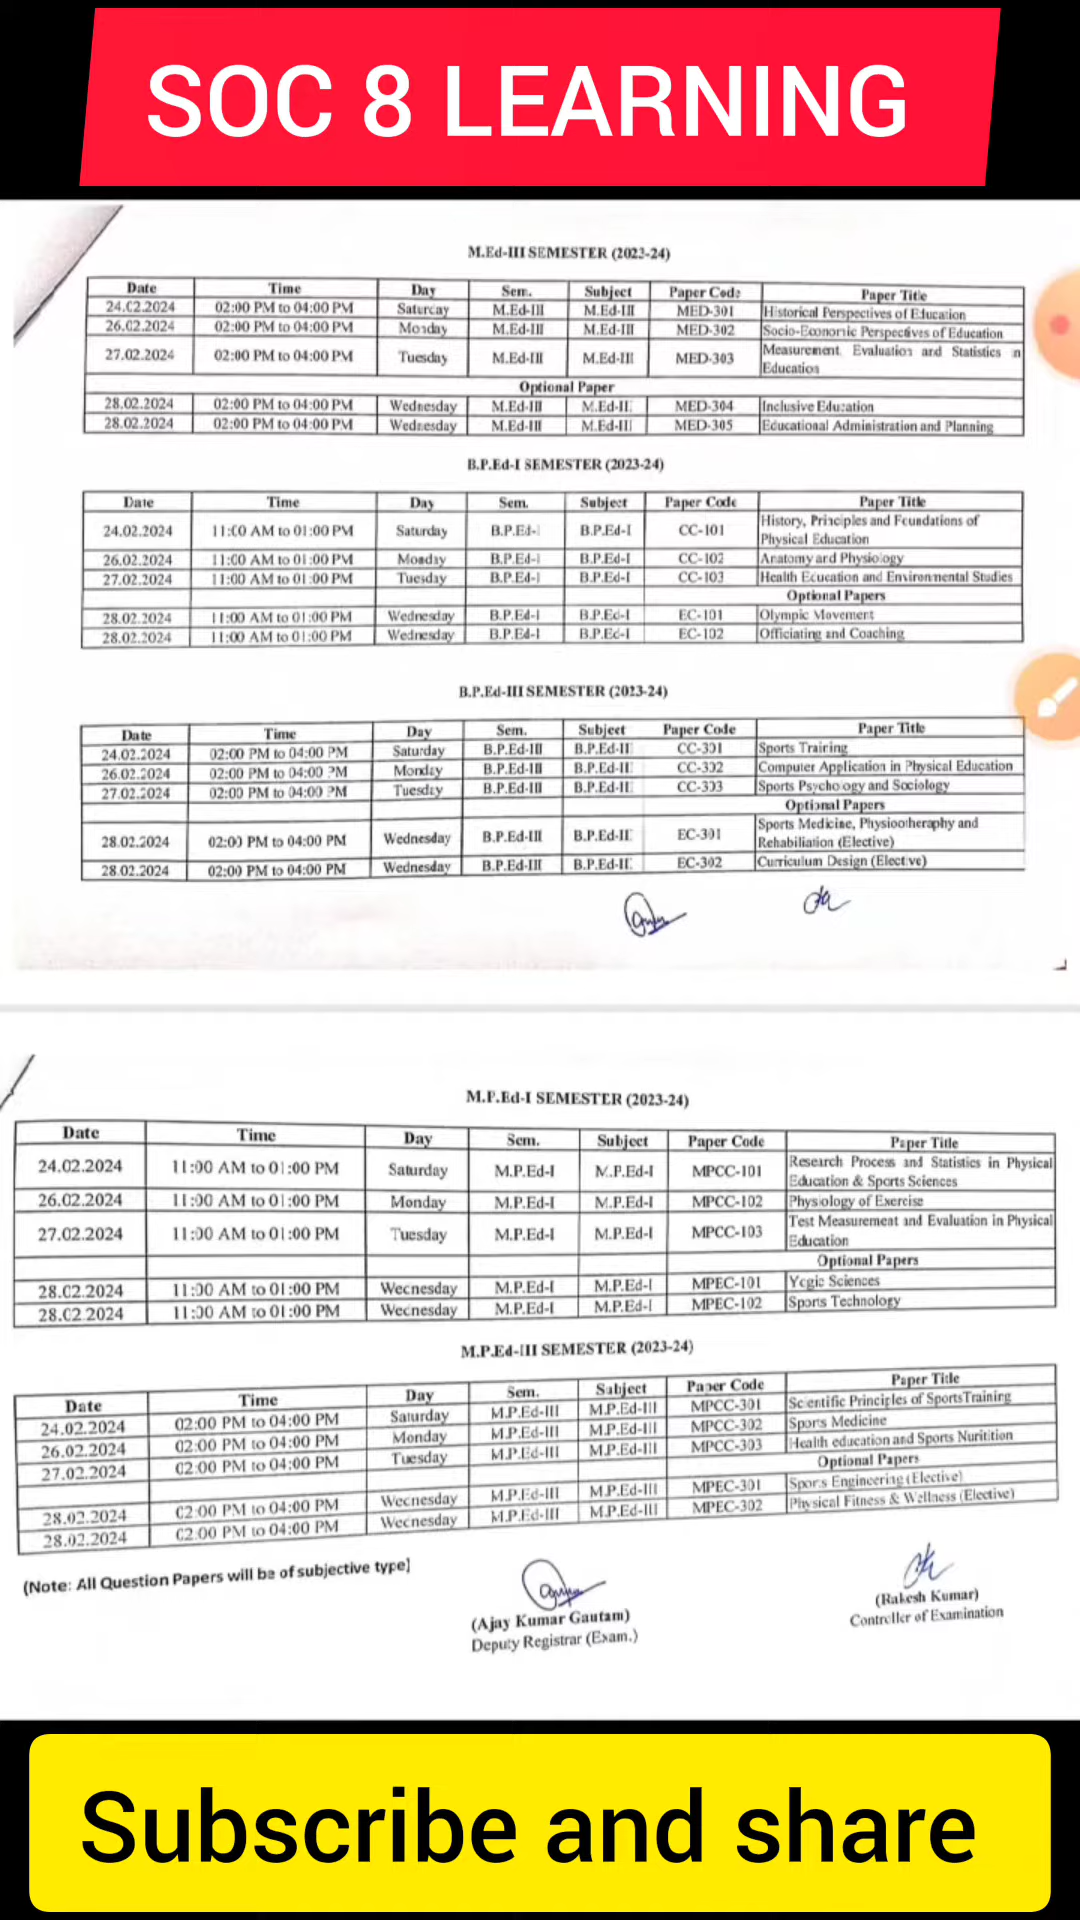 SOC 8 LEARNING
M.Ed-III SEMESTER (2023-24)
Date Time Day Sem. Subject Paper Code Paper Title
24.02.2024 02:00 PM to 04:00 PM Saturday M.Ed-III M.Ed-III MED-301 Historical Perspectives of Education
26.02.2024 02:00 PM to 04:00 PM Monday M.Ed-III M.Ed-III MED-302 Socio-Economic Perspectives of Education
27.02.2024 02:00 PM to 04:00 PM Tuesday M.Ed-III M.Ed-III MED-303 Measurement, Evaluation and Statistics in
Education
Optional Paper
28.02.2024 02:00 PM to 04:00 PM Wednesday M.Ed-III M.Ed-III MED-304 Inclusive Education
28.02.2024 02:00 PM to 04:00 PM Wednesday M.Ed-III M.Ed-III MED-305 Educational Administration and Planning
B.P.Ed-I SEMESTER (2023-24)
Date Time Day Sem. Subject Paper Code Paper Title
24.02.2024 11:00 AM to 01:00 PM Saturday B.P.Ed-I B.P.Ed-I CC-101 History, Principles and Foundations of
Physical Education
26.02.2024 11:00 AM to 01:00 PM Monday B.P.Ed-I B.P.Ed-I CC-102 Anatomy and Physiology
27.02.2024 11:00 AM to 01:00 PM Tuesday B.P.Ed-I B.P.Ed-I CC-103 Health Education and Environmental Studies
Optional Papers
28.02.2024 11:00 AM to 01:00 PM Wednesday B.P.Ed-I B.P.Ed-I EC-101 Olympic Movement
28.02.2024 11:00 AM to 01:00 PM Wednesday B.P.Ed-I B.P.Ed-I EC-102 Officiating and Coaching
B.P.Ed-III SEMESTER (2023-24)
Date Time Day Sem. Subject Paper Code Paper Title
24.02.2024 02:00 PM to 04:00 PM Saturday B.P.Ed-III B.P.Ed-III CC-301 Sports Training
26.02.2024 02:00 PM to 04:00 PM Monday B.P.Ed-III B.P.Ed-III CC-302 Computer Application in Physical Education
27.02.2024 02:00 PM to 04:00 PM Tuesday B.P.Ed-III B.P.Ed-III CC-303 Sports Psychology and Sociology
Optional Papers
28.02.2024 02:00 PM to 04:00 PM Wednesday B.P.Ed-III B.P.Ed-III EC-301 Sports Medicine, Physiootheraphy and
Rehabiliation (Elective)
28.02.2024 02:00 PM to 04:00 PM Wednesday B.P.Ed-III B.P.Ed-III EC-302 Curriculum Design (Elective)
M.P.Ed-I SEMESTER (2023-24)
Date Time Day Sem. Subject Paper Code Paper Title
24.02.2024 11:00 AM to 01:00 PM Saturday M.P.Ed-I M.P.Ed-I MPCC-101 Research Process and Statistics in Physical
Education & Sports Sciences
26.02.2024 11:00 AM to 01:00 PM Monday M.P.Ed-I M.P.Ed-I MPCC-102 Physiology of Exercise
27.02.2024 11:00 AM to 01:00 PM Tuesday M.P.Ed-I M.P.Ed-I MPCC-103 Test Measurement and Evaluation in Physical
Education
Optional Papers
28.02.2024 11:00 AM to 01:00 PM Wednesday M.P.Ed-I M.P.Ed-I MPEC-101 Yogic Sciences
28.02.2024 11:00 AM to 01:00 PM Wednesday M.P.Ed-I M.P.Ed-I MPEC-102 Sports Technology
M.P.Ed-III SEMESTER (2023-24)
Date Time Day Sem. Subject Paper Code Paper Title
24.02.2024 02:00 PM to 04:00 PM Saturday M.P.Ed-III M.P.Ed-III MPCC-301 Scientific Principles of SportsTraining
26.02.2024 02:00 PM to 04:00 PM Monday M.P.Ed-III M.P.Ed-III MPCC-302 Sports Medicine
27.02.2024 02:00 PM to 04:00 PM Tuesday M.P.Ed-III M.P.Ed-III MPCC-303 Health education and Sports Nuritition
Optional Papers
28.02.2024 02:00 PM to 04:00 PM Wednesday M.P.Ed-III M.P.Ed-III MPEC-301 Sports Engineering (Elective)
28.02.2024 02:00 PM to 04:00 PM Wednesday M.P.Ed-III M.P.Ed-III MPEC-302 Physical Fitness & Wellness (Elective)
(Note: All Question Papers will be of subjective type)
(Ajay Kumar Gautam)
Deputy Registrar (Exam.)
(Rakesh Kumar)
Controller of Examination
Subscribe and share